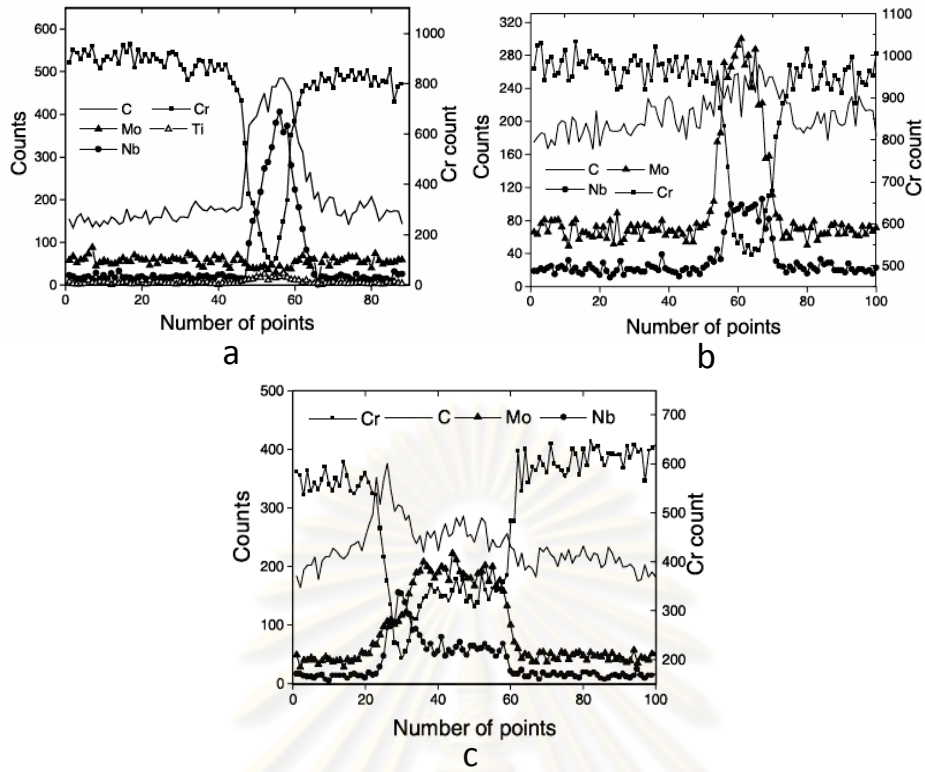 600
500
400
300
200
100
0
Counts
1000
800
600
400
200
0
Cr count
C
Cr
Mo
Ti
Nb
0 20 40 60 80
Number of points
a
320
280
240
200
160
120
80
40
0
Counts
1100
1000
900
800
700
600
500
Cr count
C
Mo
Nb
Cr
0 20 40 60 80 100
Number of points
b
500
400
300
200
100
0
Counts
700
600
500
400
300
200
Cr count
Cr C Mo Nb
0 20 40 60 80 100
Number of points
c